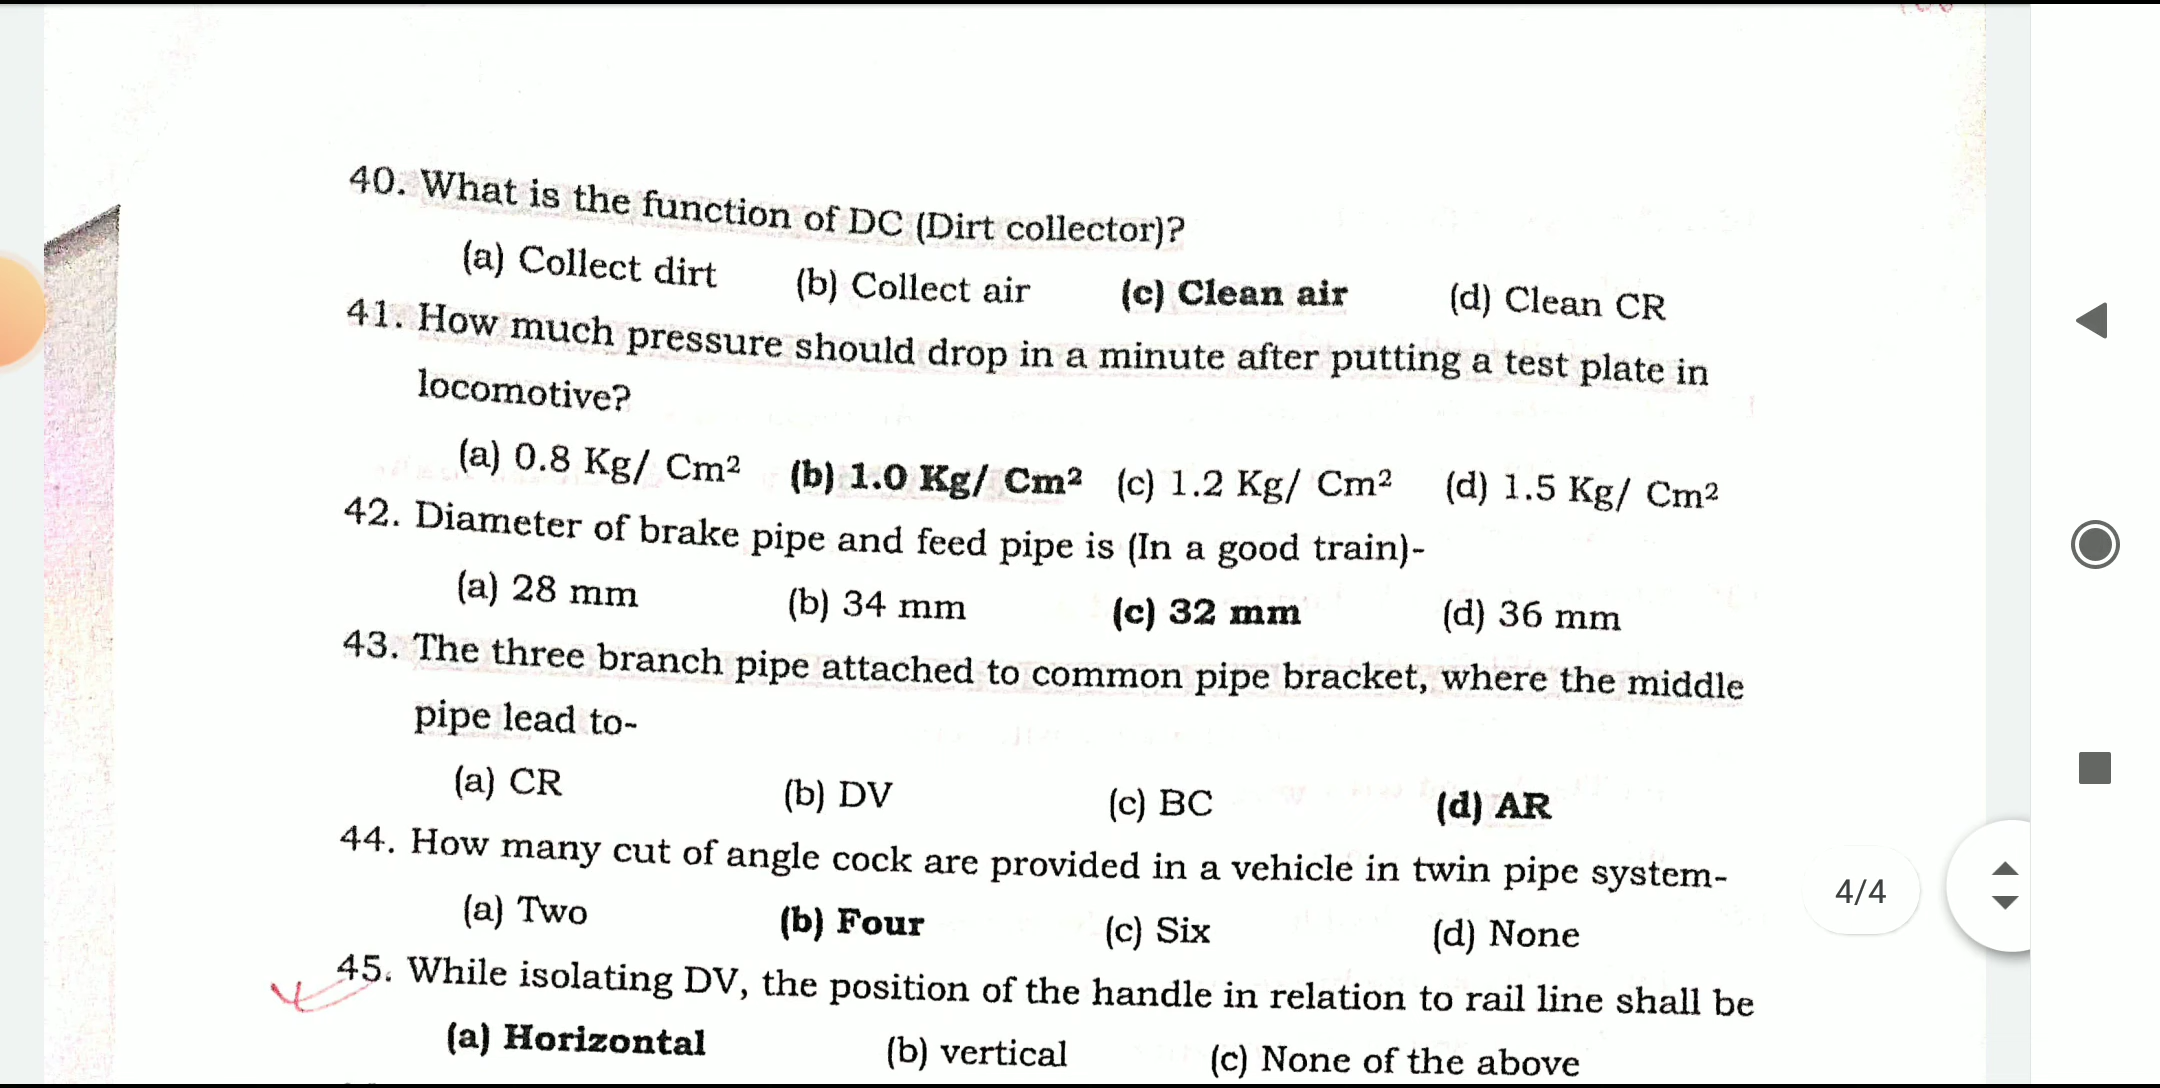 40. What is the function of DC (Dirt collector)?
(a) Collect dirt (b) Collect air (c) Clean air (d) Clean CR
41. How much pressure should drop in a minute after putting a test plate in
locomotive?
(a) 0.8 Kg/ Cm² (b) 1.0 Kg/ Cm² (c) 1.2 Kg/ Cm² (d) 1.5 Kg/ Cm²
42. Diameter of brake pipe and feed pipe is (In a good train)-
(a) 28 mm (b) 34 mm (c) 32 mm (d) 36 mm
43. The three branch pipe attached to common pipe bracket, where the middle
pipe lead to-
(a) CR (b) DV (c) BC (d) AR
44. How many cut of angle cock are provided in a vehicle in twin pipe system-
(a) Two (b) Four (c) Six (d) None
4/4
45. While isolating DV, the position of the handle in relation to rail line shall be
(a) Horizontal (b) vertical (c) None of the above